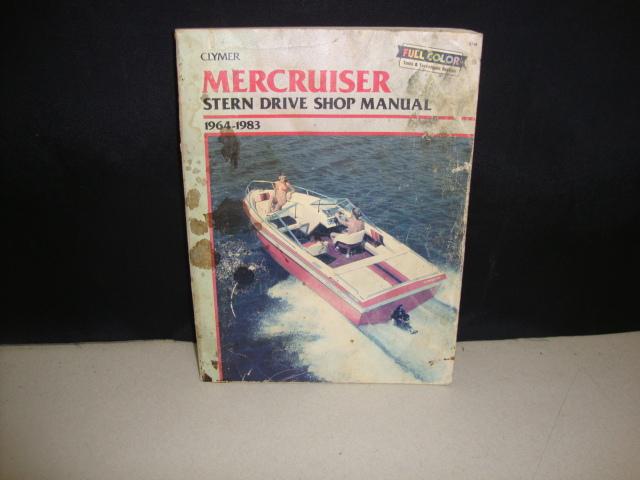 CLYMER
FULL COLOR
MERCRUISER
STERN DRIVE SHOP MANUAL
1964-1983